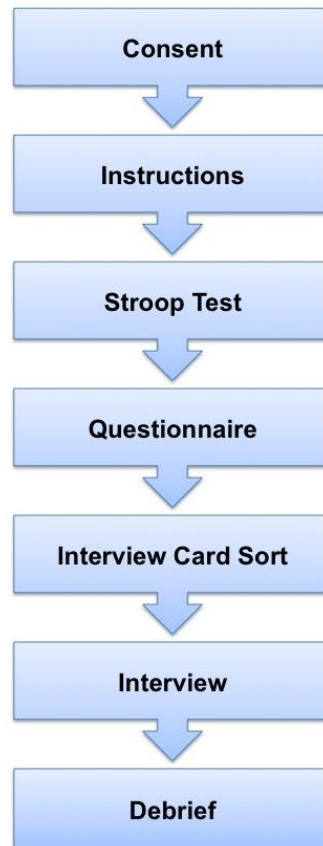 Consent
Instructions
Stroop Test
Questionnaire
Interview Card Sort
Interview
Debrief